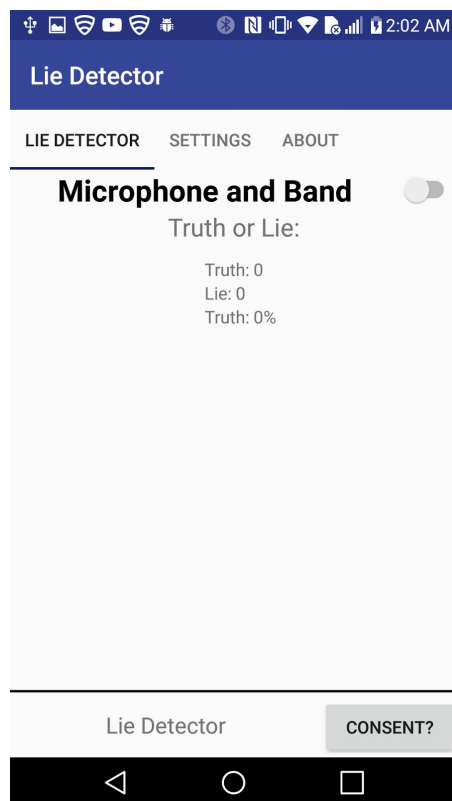 2:02 AM
Lie Detector
LIE DETECTOR SETTINGS ABOUT
Microphone and Band
Truth or Lie:
Truth: 0
Lie: 0
Truth: 0%
Lie Detector CONSENT?